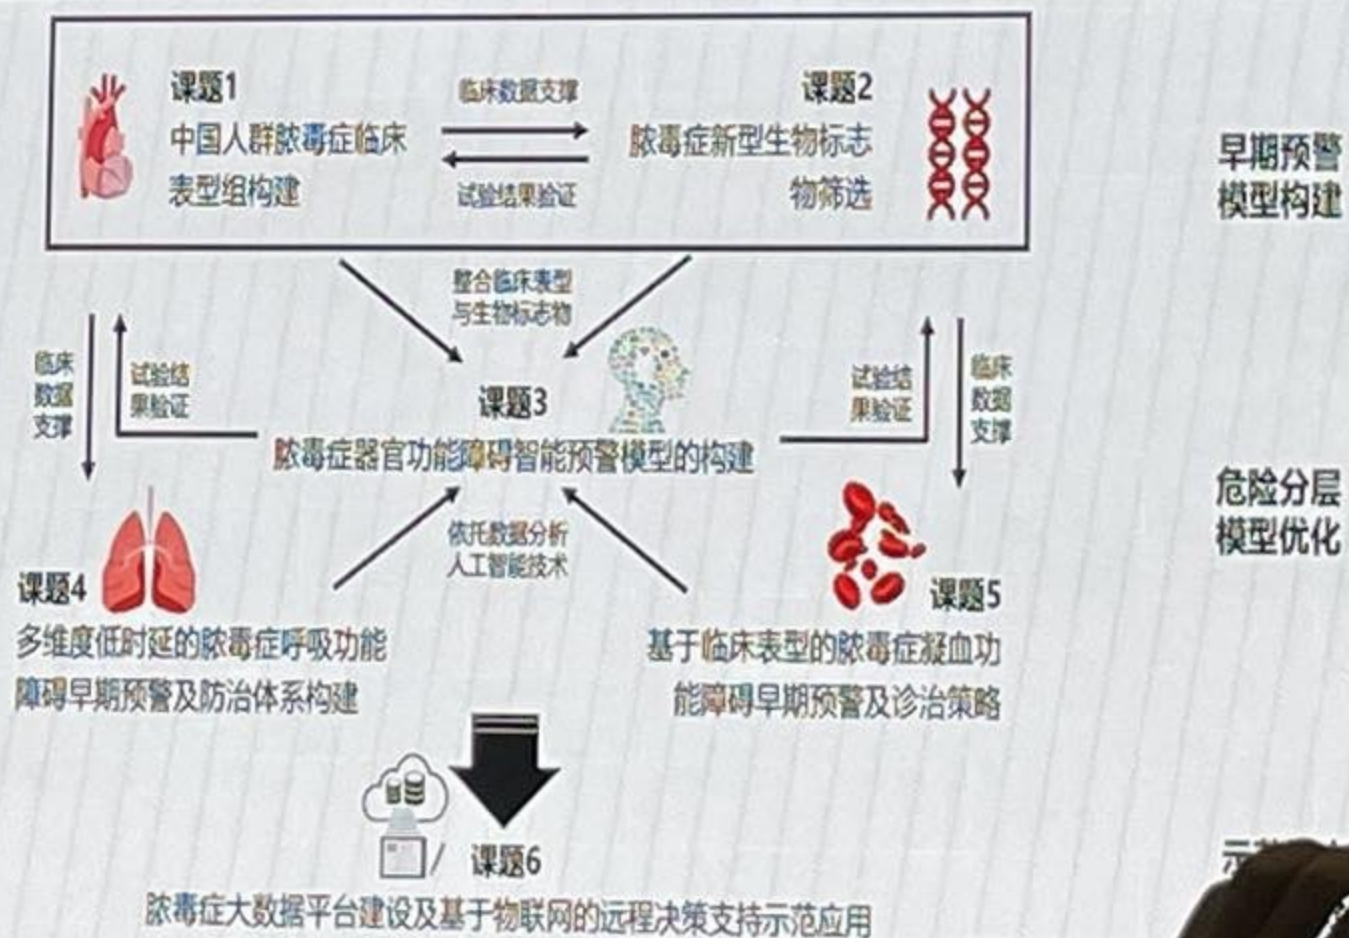 课题1
中国人群脓毒症临床
表型组构建
临床数据支撑
试验结果验证
课题2
脓毒症新型生物标志
物筛选
早期预警
模型构建
整合临床表型
与生物标志物
临床
数据
支撑
试验结
果验证
课题3
脓毒症器官功能障碍智能预警模型的构建
试验结
果验证
临床
数据
支撑
危险分层
模型优化
依托数据分析
人工智能技术
课题4
多维度低时延的脓毒症呼吸功能
障碍早期预警及防治体系构建
课题5
基于临床表型的脓毒症凝血功
能障碍早期预警及诊治策略
课题6
脓毒症大数据平台建设及基于物联网的远程决策支持示范应用